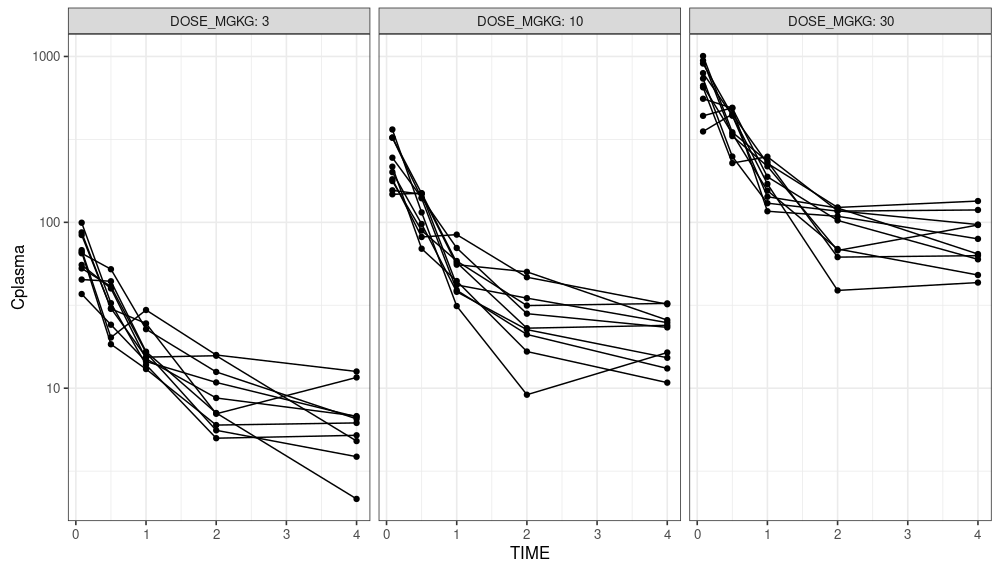 DOSE_MGKG: 3
DOSE_MGKG: 10
DOSE_MGKG: 30
1000
100
10
Cplasma
0 1 2 3 4
0 1 2 3 4
0 1 2 3 4
TIME